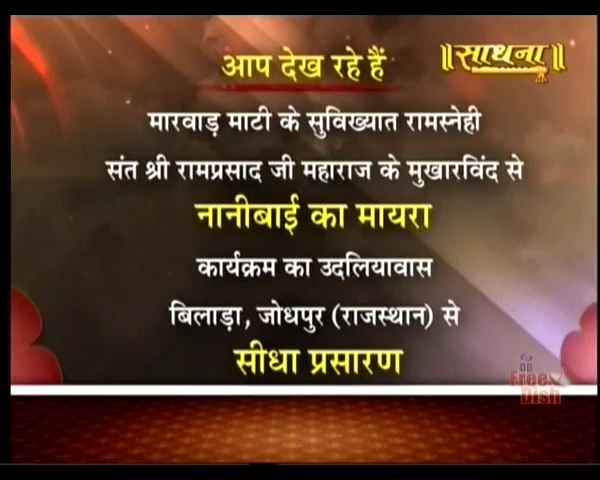 आप देख रहे हैं
॥साधना॥
मारवाड़ माटी के सुविख्यात रामस्नेही
संत श्री रामप्रसाद जी महाराज के मुखारविंद से
नानीबाई का मायरा
कार्यक्रम का उदलियावास
बिलाड़ा, जोधपुर (राजस्थान) से
सीधा प्रसारण
DD
Free
Dish